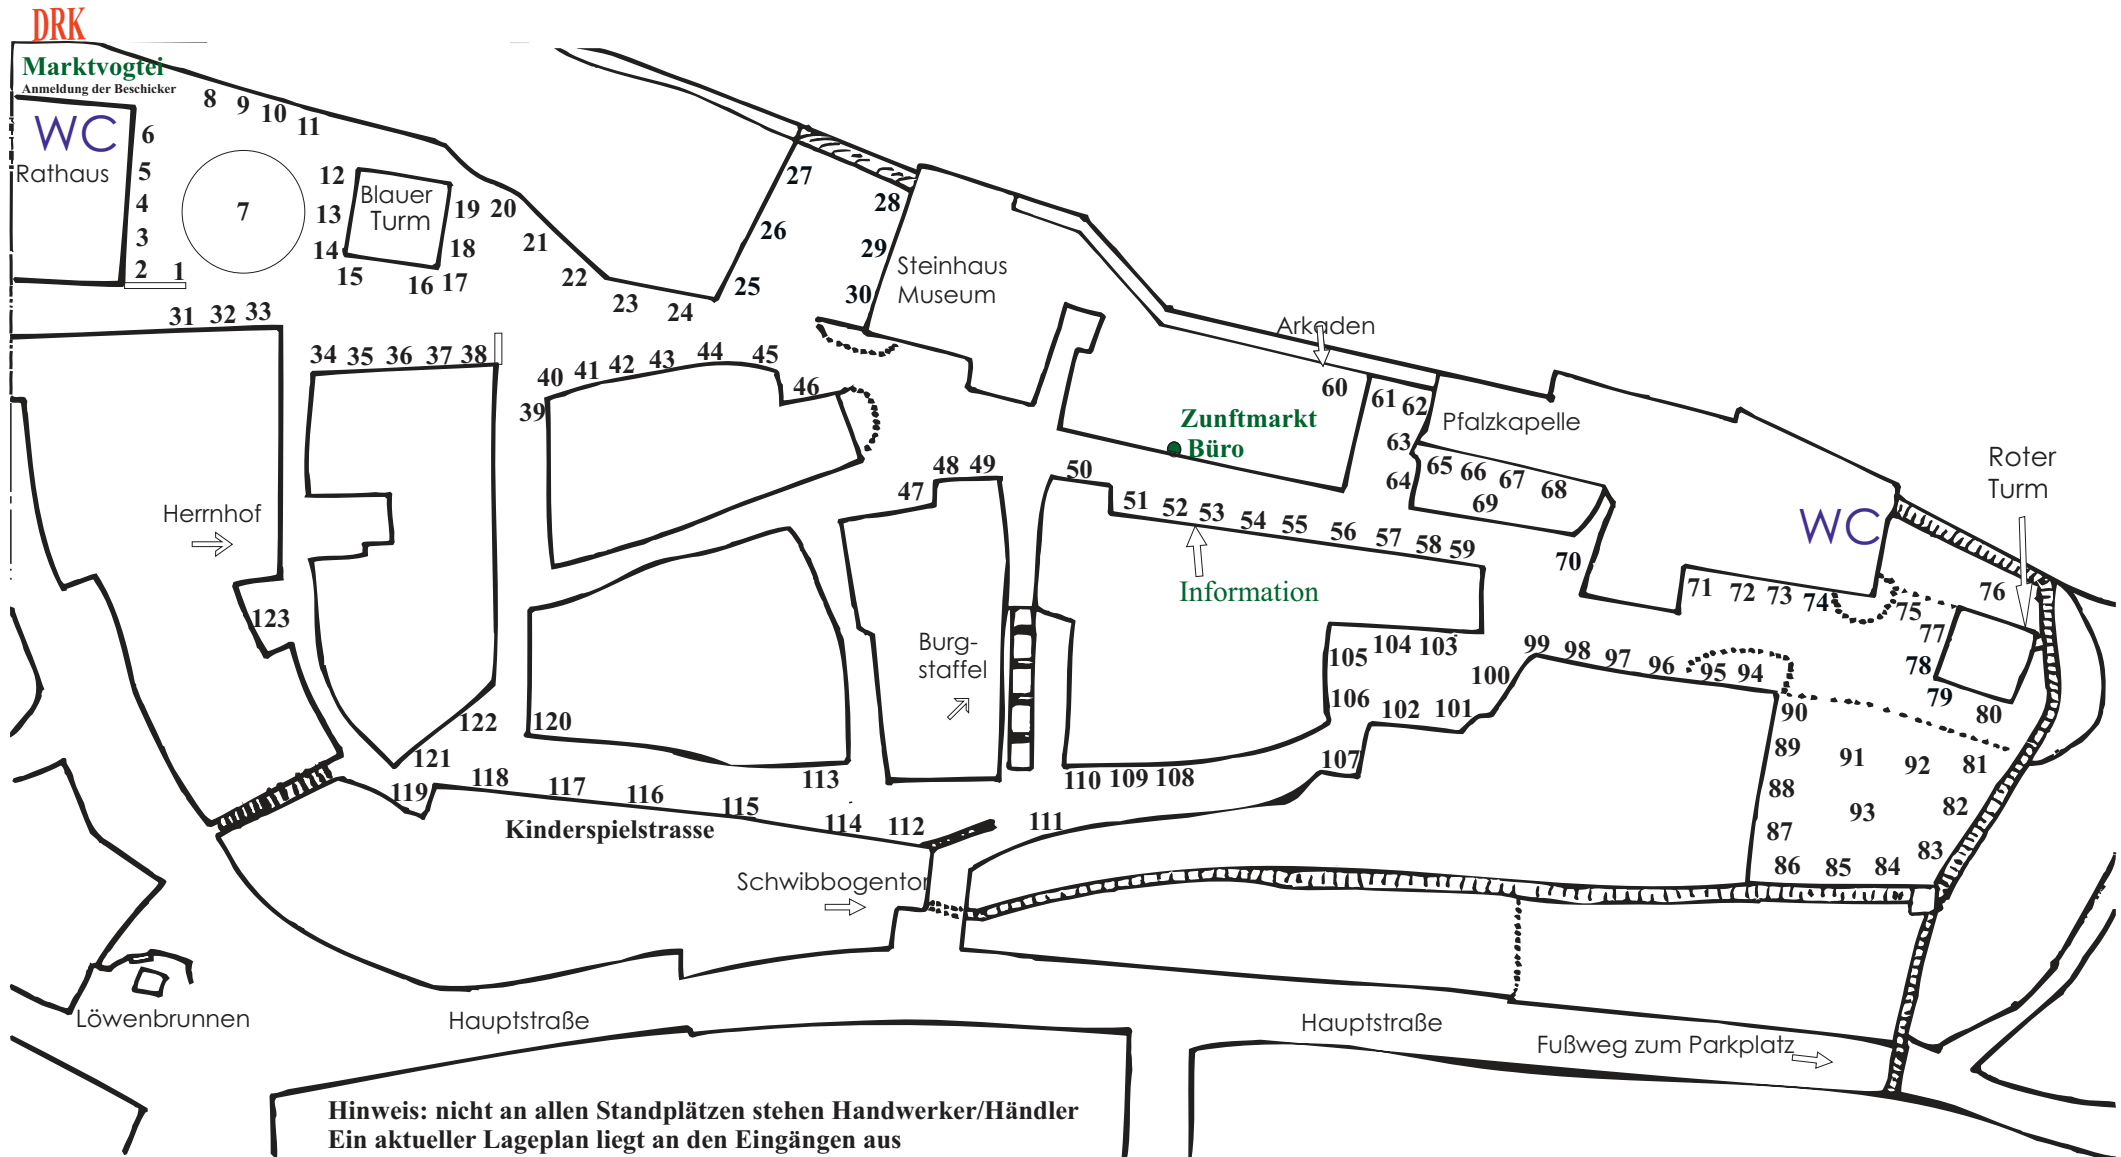 DRK
Marktvogtei
Anmeldung der Beschicker
WC
Rathaus
8 9 10 11
6
5
4
3
2 1
7
12
13
14
15
16 17
18
19 20
Blauer
Turm
21
22
23
24
25
26
27
28
29
30
Steinhaus
Museum
31 32 33
34 35 36 37 38
39
40 41 42 43 44 45
46
47
48 49
50
51 52 53 54 55 56 57 58 59
Arkaden
60
61 62
63
64
Zunftmarkt
Büro
Pfalzkapelle
65 66 67 68
69
70
Roter
Turm
WC
71 72 73 74
75
76
77
78
79
80
Herrnhof
123
Information
Burg-
staffel
105 104 103
106
102 101
100
99 98 97 96 95 94
90
89
88
87
86 85 84
83
82
81
91 92
93
107
122
121
120
119
118 117 116 115 114 112
113
110 109 108
111
Kinderspielstrasse
Schwibbogentor
Löwenbrunnen
Hauptstraße
Hauptstraße
Fußweg zum Parkplatz
Hinweis: nicht an allen Standplätzen stehen Handwerker/Händler
Ein aktueller Lageplan liegt an den Eingängen aus